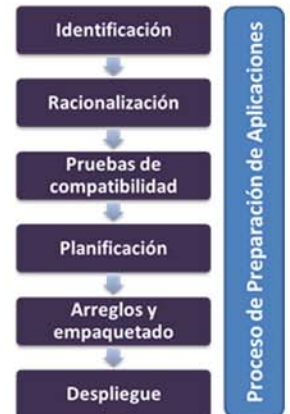 Identificación
Racionalización
Pruebas de
compatibilidad
Planificación
Arreglos y
empaquetado
Despliegue
Proceso de Preparación de Aplicaciones